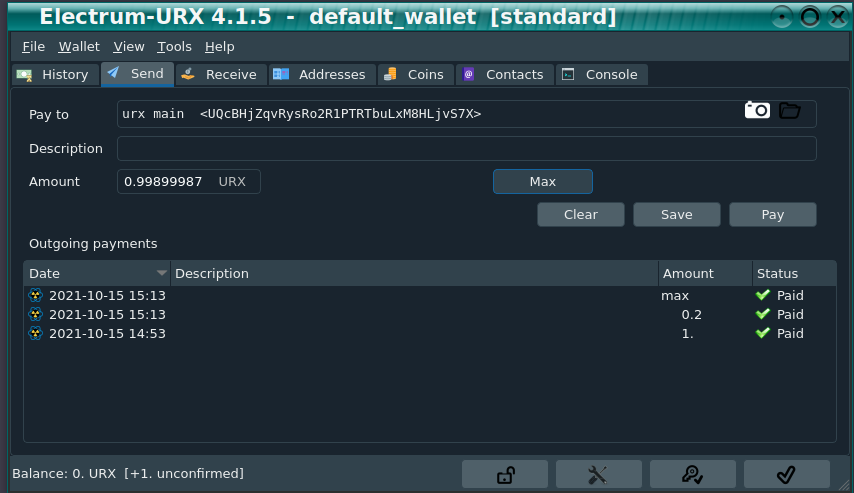 Electrum-URX 4.1.5 - default_wallet [standard]
File Wallet View Tools Help
History Send Receive Addresses Coins Contacts Console
Pay to urx main <UQcBHjZqvRysRo2R1PTRTbuLxM8HLjvS7X>
Description
Amount 0.99899987 URX Max
Clear Save Pay
Outgoing payments
Date Description Amount Status
2021-10-15 15:13 max Paid
2021-10-15 15:13 0.2 Paid
2021-10-15 14:53 1. Paid
Balance: 0. URX [+1. unconfirmed]